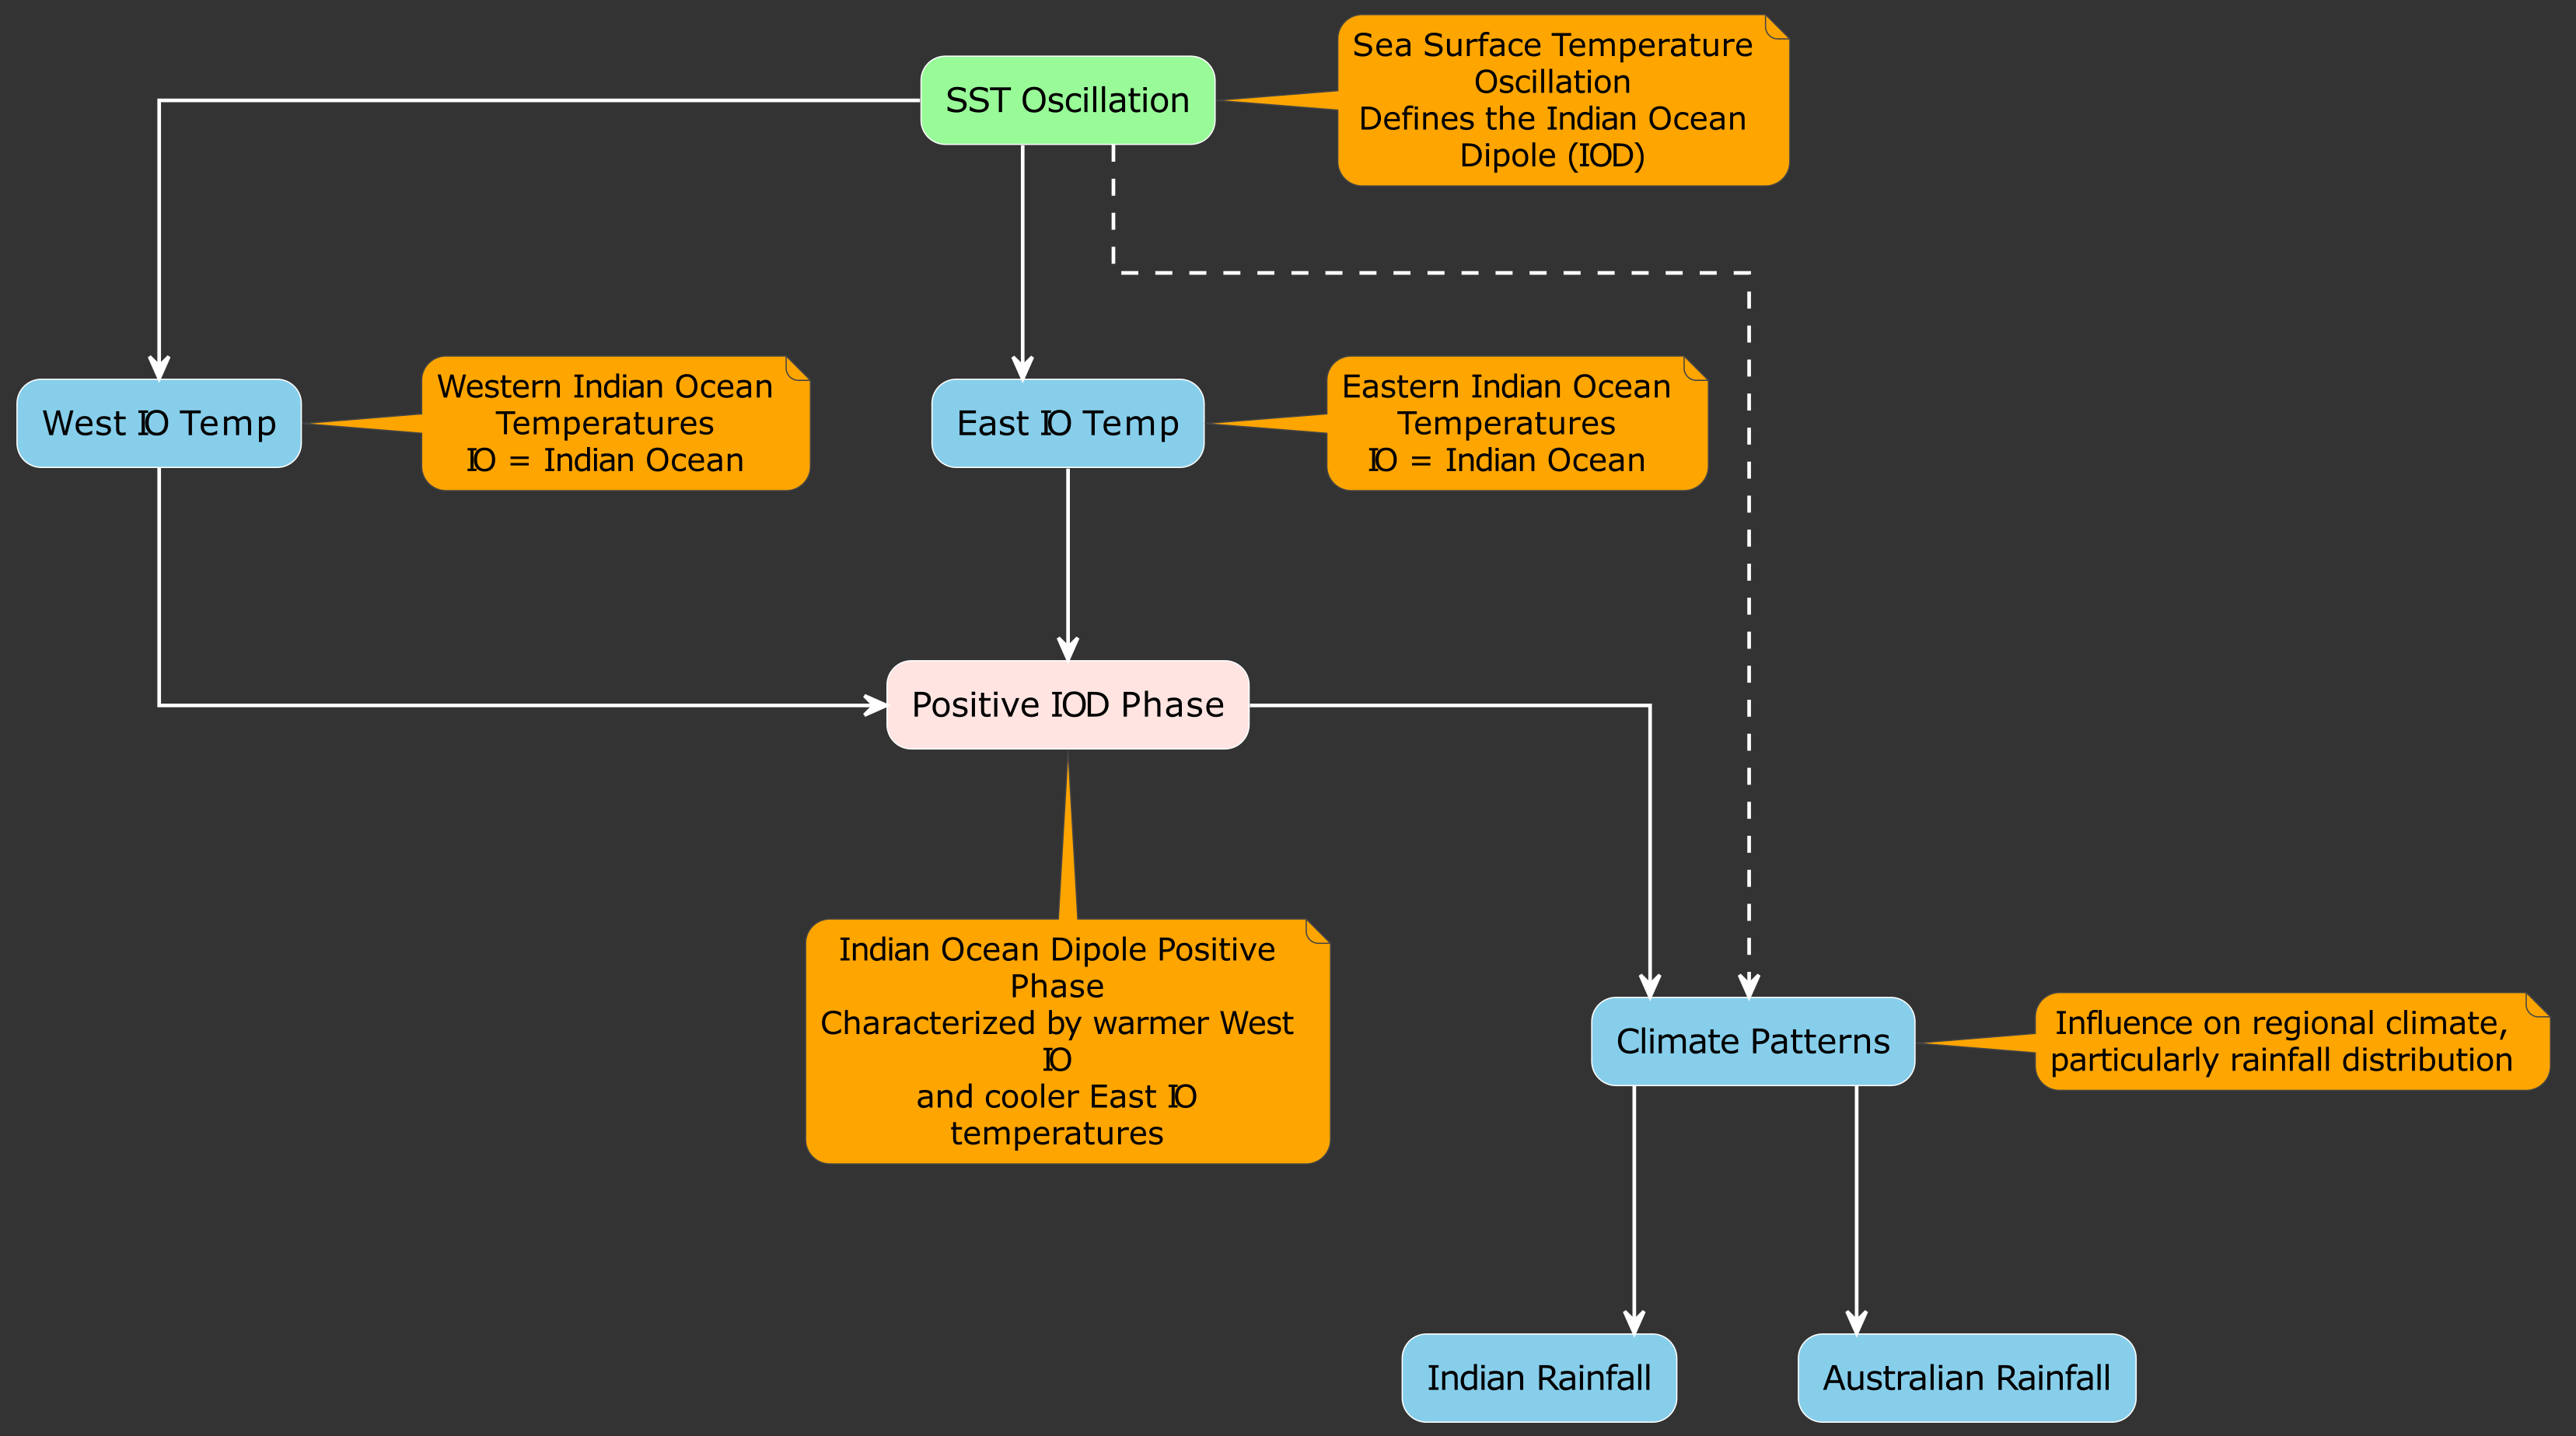 SST Oscillation
Sea Surface Temperature
Oscillation
Defines the Indian Ocean
Dipole (IOD)
West IO Temp
Western Indian Ocean
Temperatures
IO = Indian Ocean
East IO Temp
Eastern Indian Ocean
Temperatures
IO = Indian Ocean
Positive IOD Phase
Indian Ocean Dipole Positive
Phase
Characterized by warmer West
IO
and cooler East IO
temperatures
Climate Patterns
Influence on regional climate,
particularly rainfall distribution
Indian Rainfall
Australian Rainfall